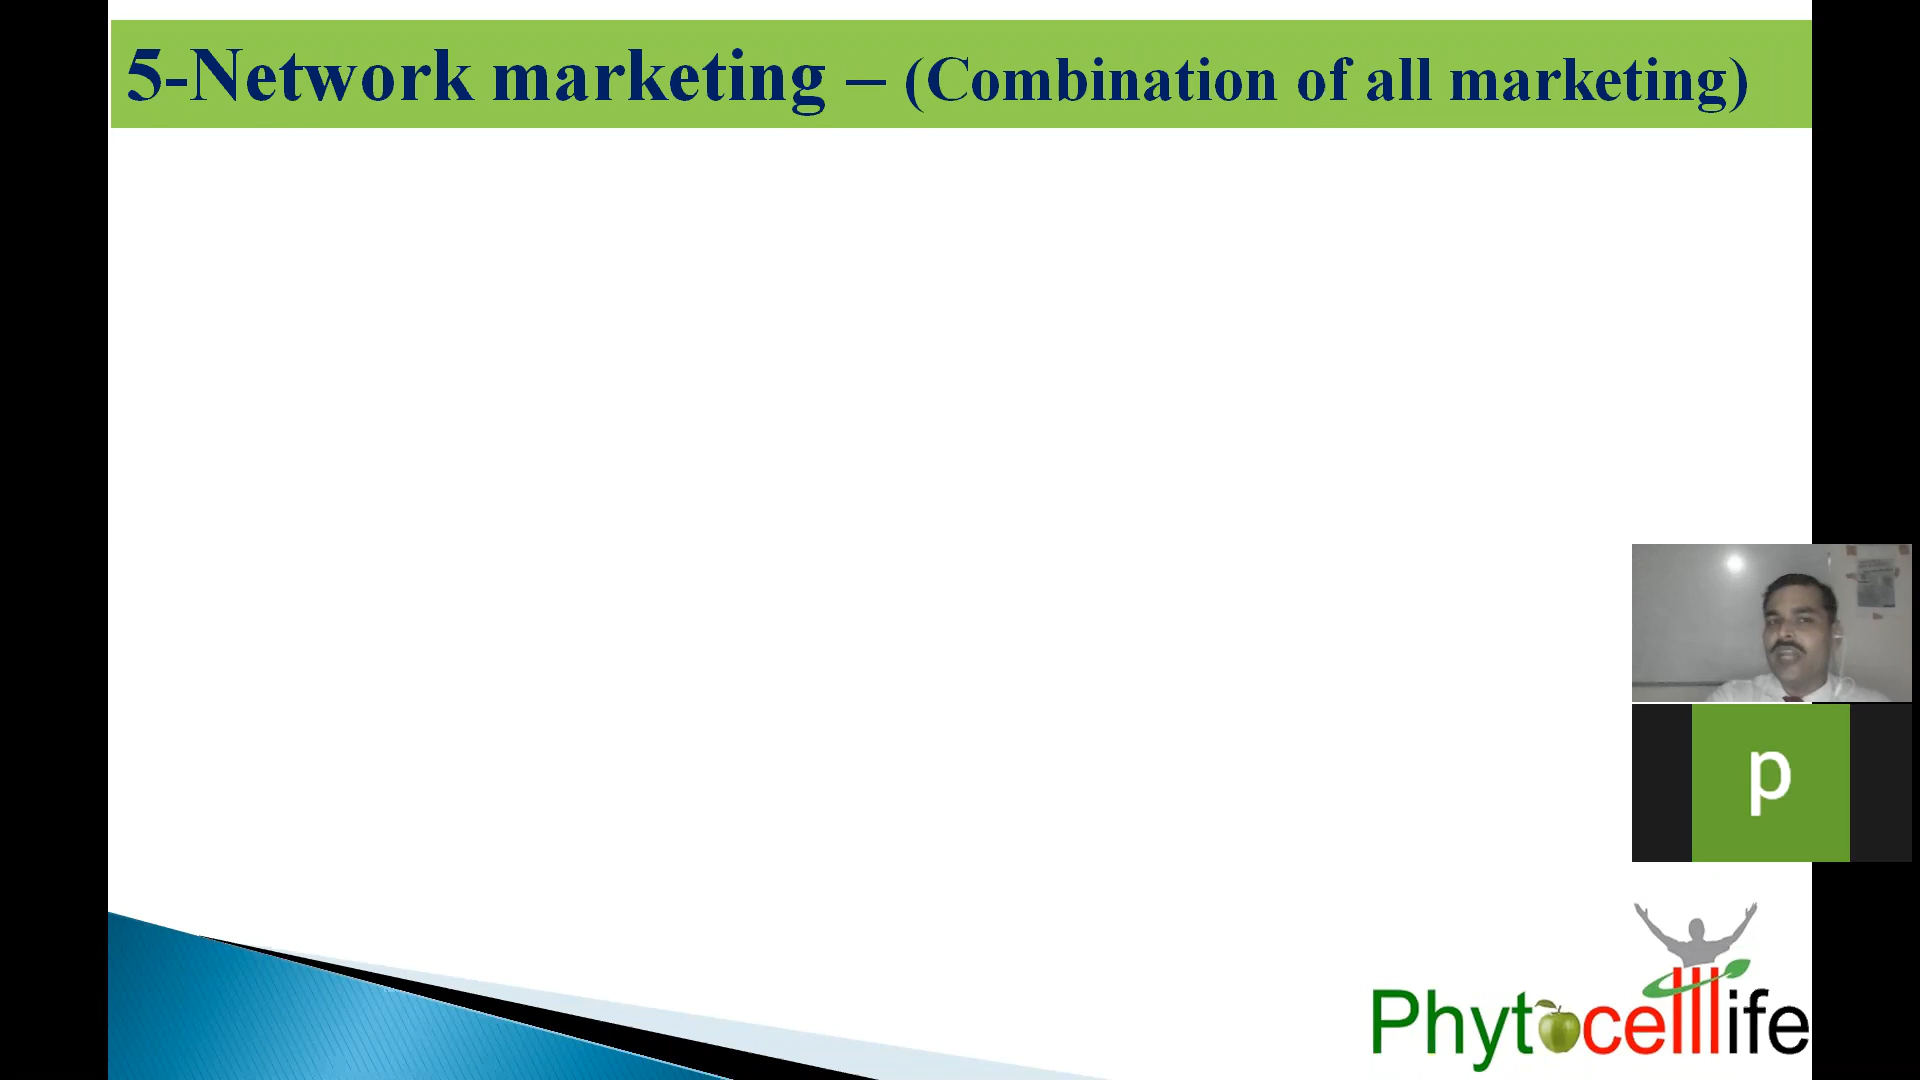 5-Network marketing – (Combination of all marketing)
p
Phytocelllife